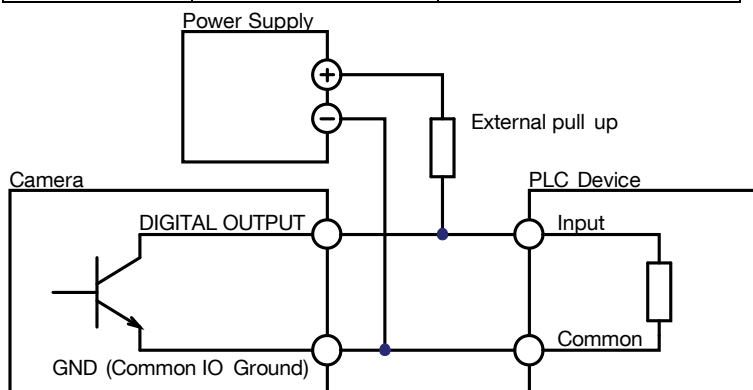 Power Supply
+
−
External pull up
Camera
PLC Device
DIGITAL OUTPUT
Input
Common
GND (Common IO Ground)